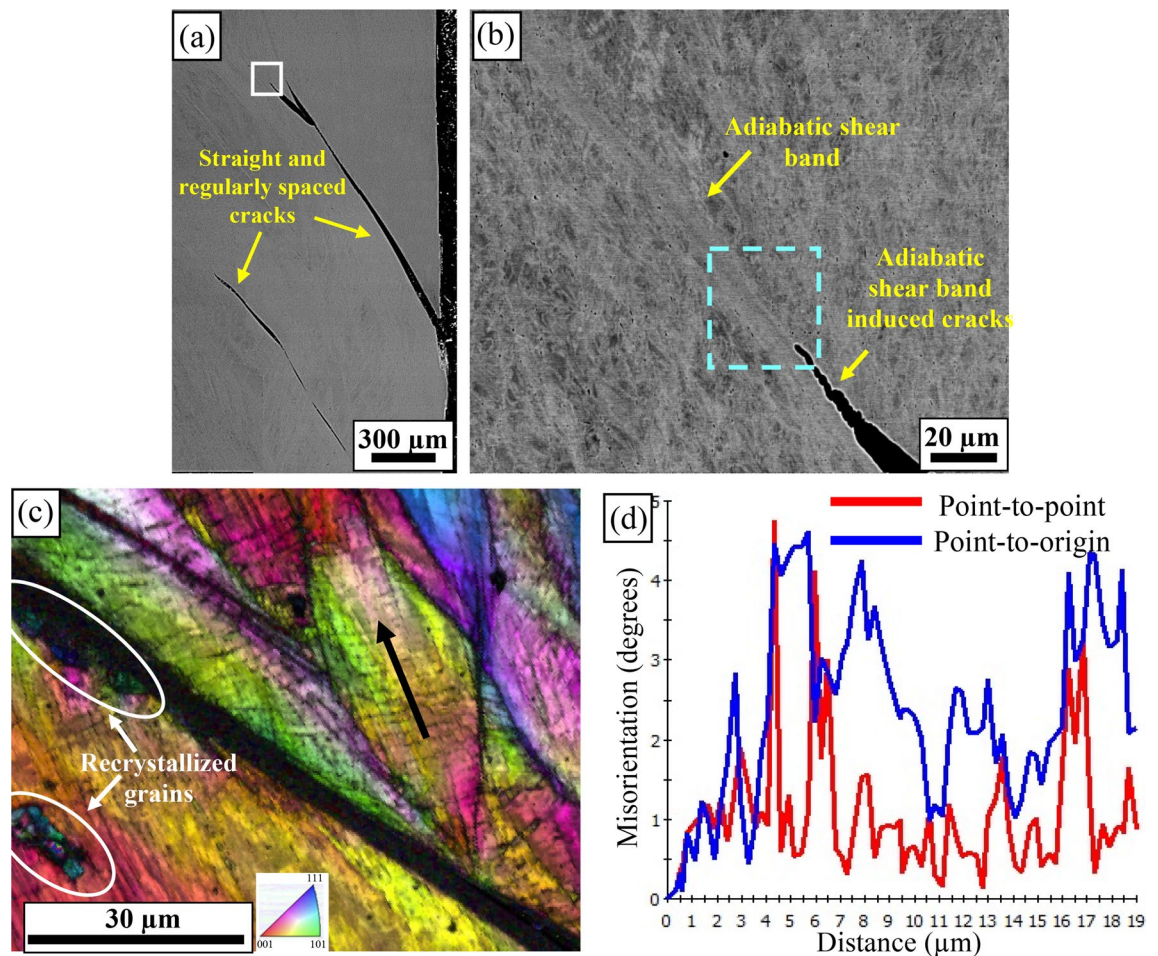 (a)
Straight and
regularly spaced
cracks
300 µm
(b)
Adiabatic shear
band
Adiabatic
shear band
induced cracks
20 µm
(c)
Recrystallized
grains
30 µm
111
001
101
(d)
Point-to-point
Point-to-origin
Misorientation (degrees)
5
4
3
2
1
0
0 1 2 3 4 5 6 7 8 9 10 11 12 13 14 15 16 17 18 19
Distance (µm)